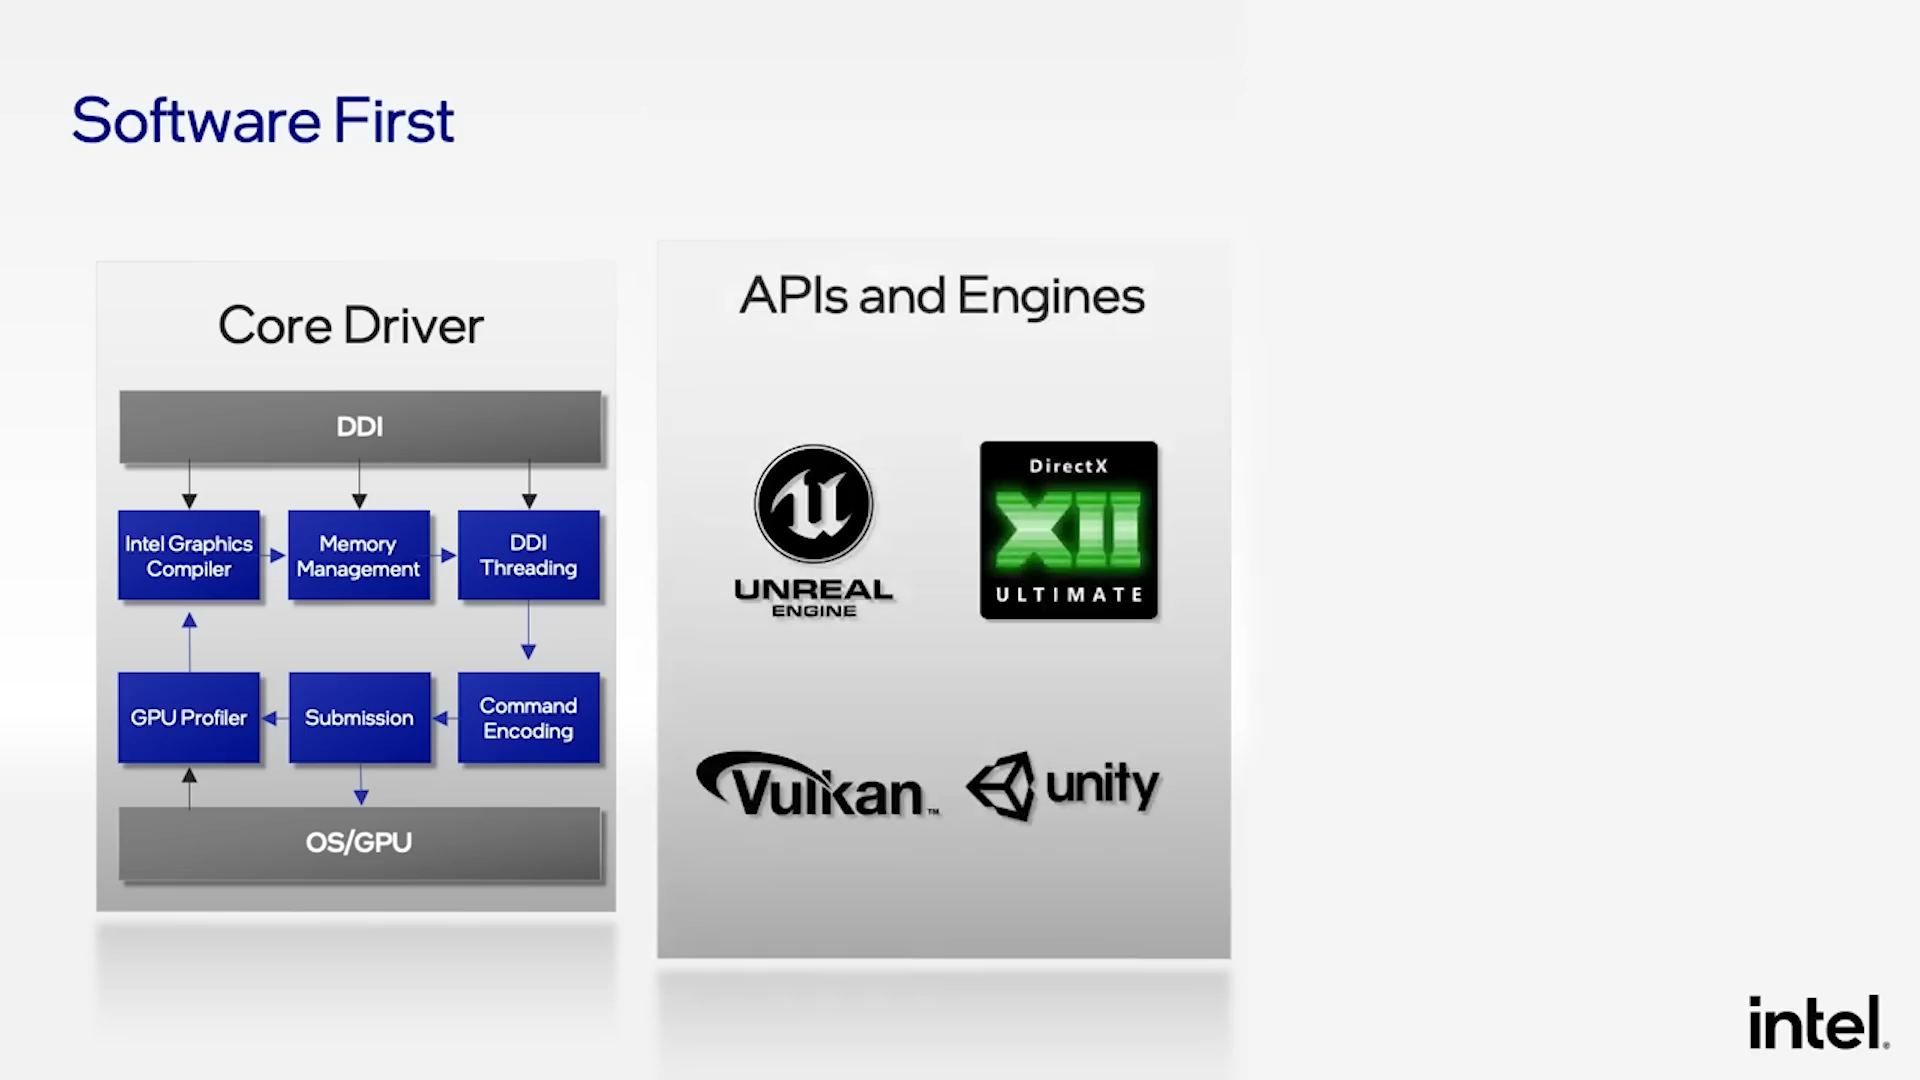 Software First
Core Driver
DDI
Intel Graphics
Compiler
Memory
Management
DDI
Threading
GPU Profiler
Submission
Command
Encoding
OS/GPU
APIs and Engines
UNREAL
ENGINE
DirectX
XII
ULTIMATE
Vulkan™
unity
intel.